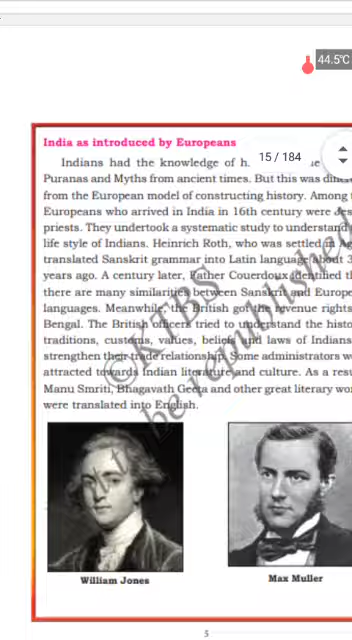 44.5°C
India as introduced by Europeans
Indians had the knowledge of
15 / 184
Puranas and Myths from ancient times. But this was
from the European model of constructing history. Among
Europeans who arrived in India in 16th century were
priests. They undertook a systematic study to understand
life style of Indians. Heinrich Roth, who was settled in
translated Sanskrit grammar into Latin language about 3
years ago. A century later, Father Couerdoux identified
there are many similarities between Sanskrit and
languages. Meanwhile, the British got the revenue rights
Bengal. The British officers tried to understand the
traditions, customs, values, beliefs and laws of Indians
strengthen their trade relationship. Some administrators
attracted towards Indian literature and culture. As a
Manu Smriti, Bhagavath Geeta and other great literary
were translated into English.
©KTBS
be republished
William Jones
Max Muller
5